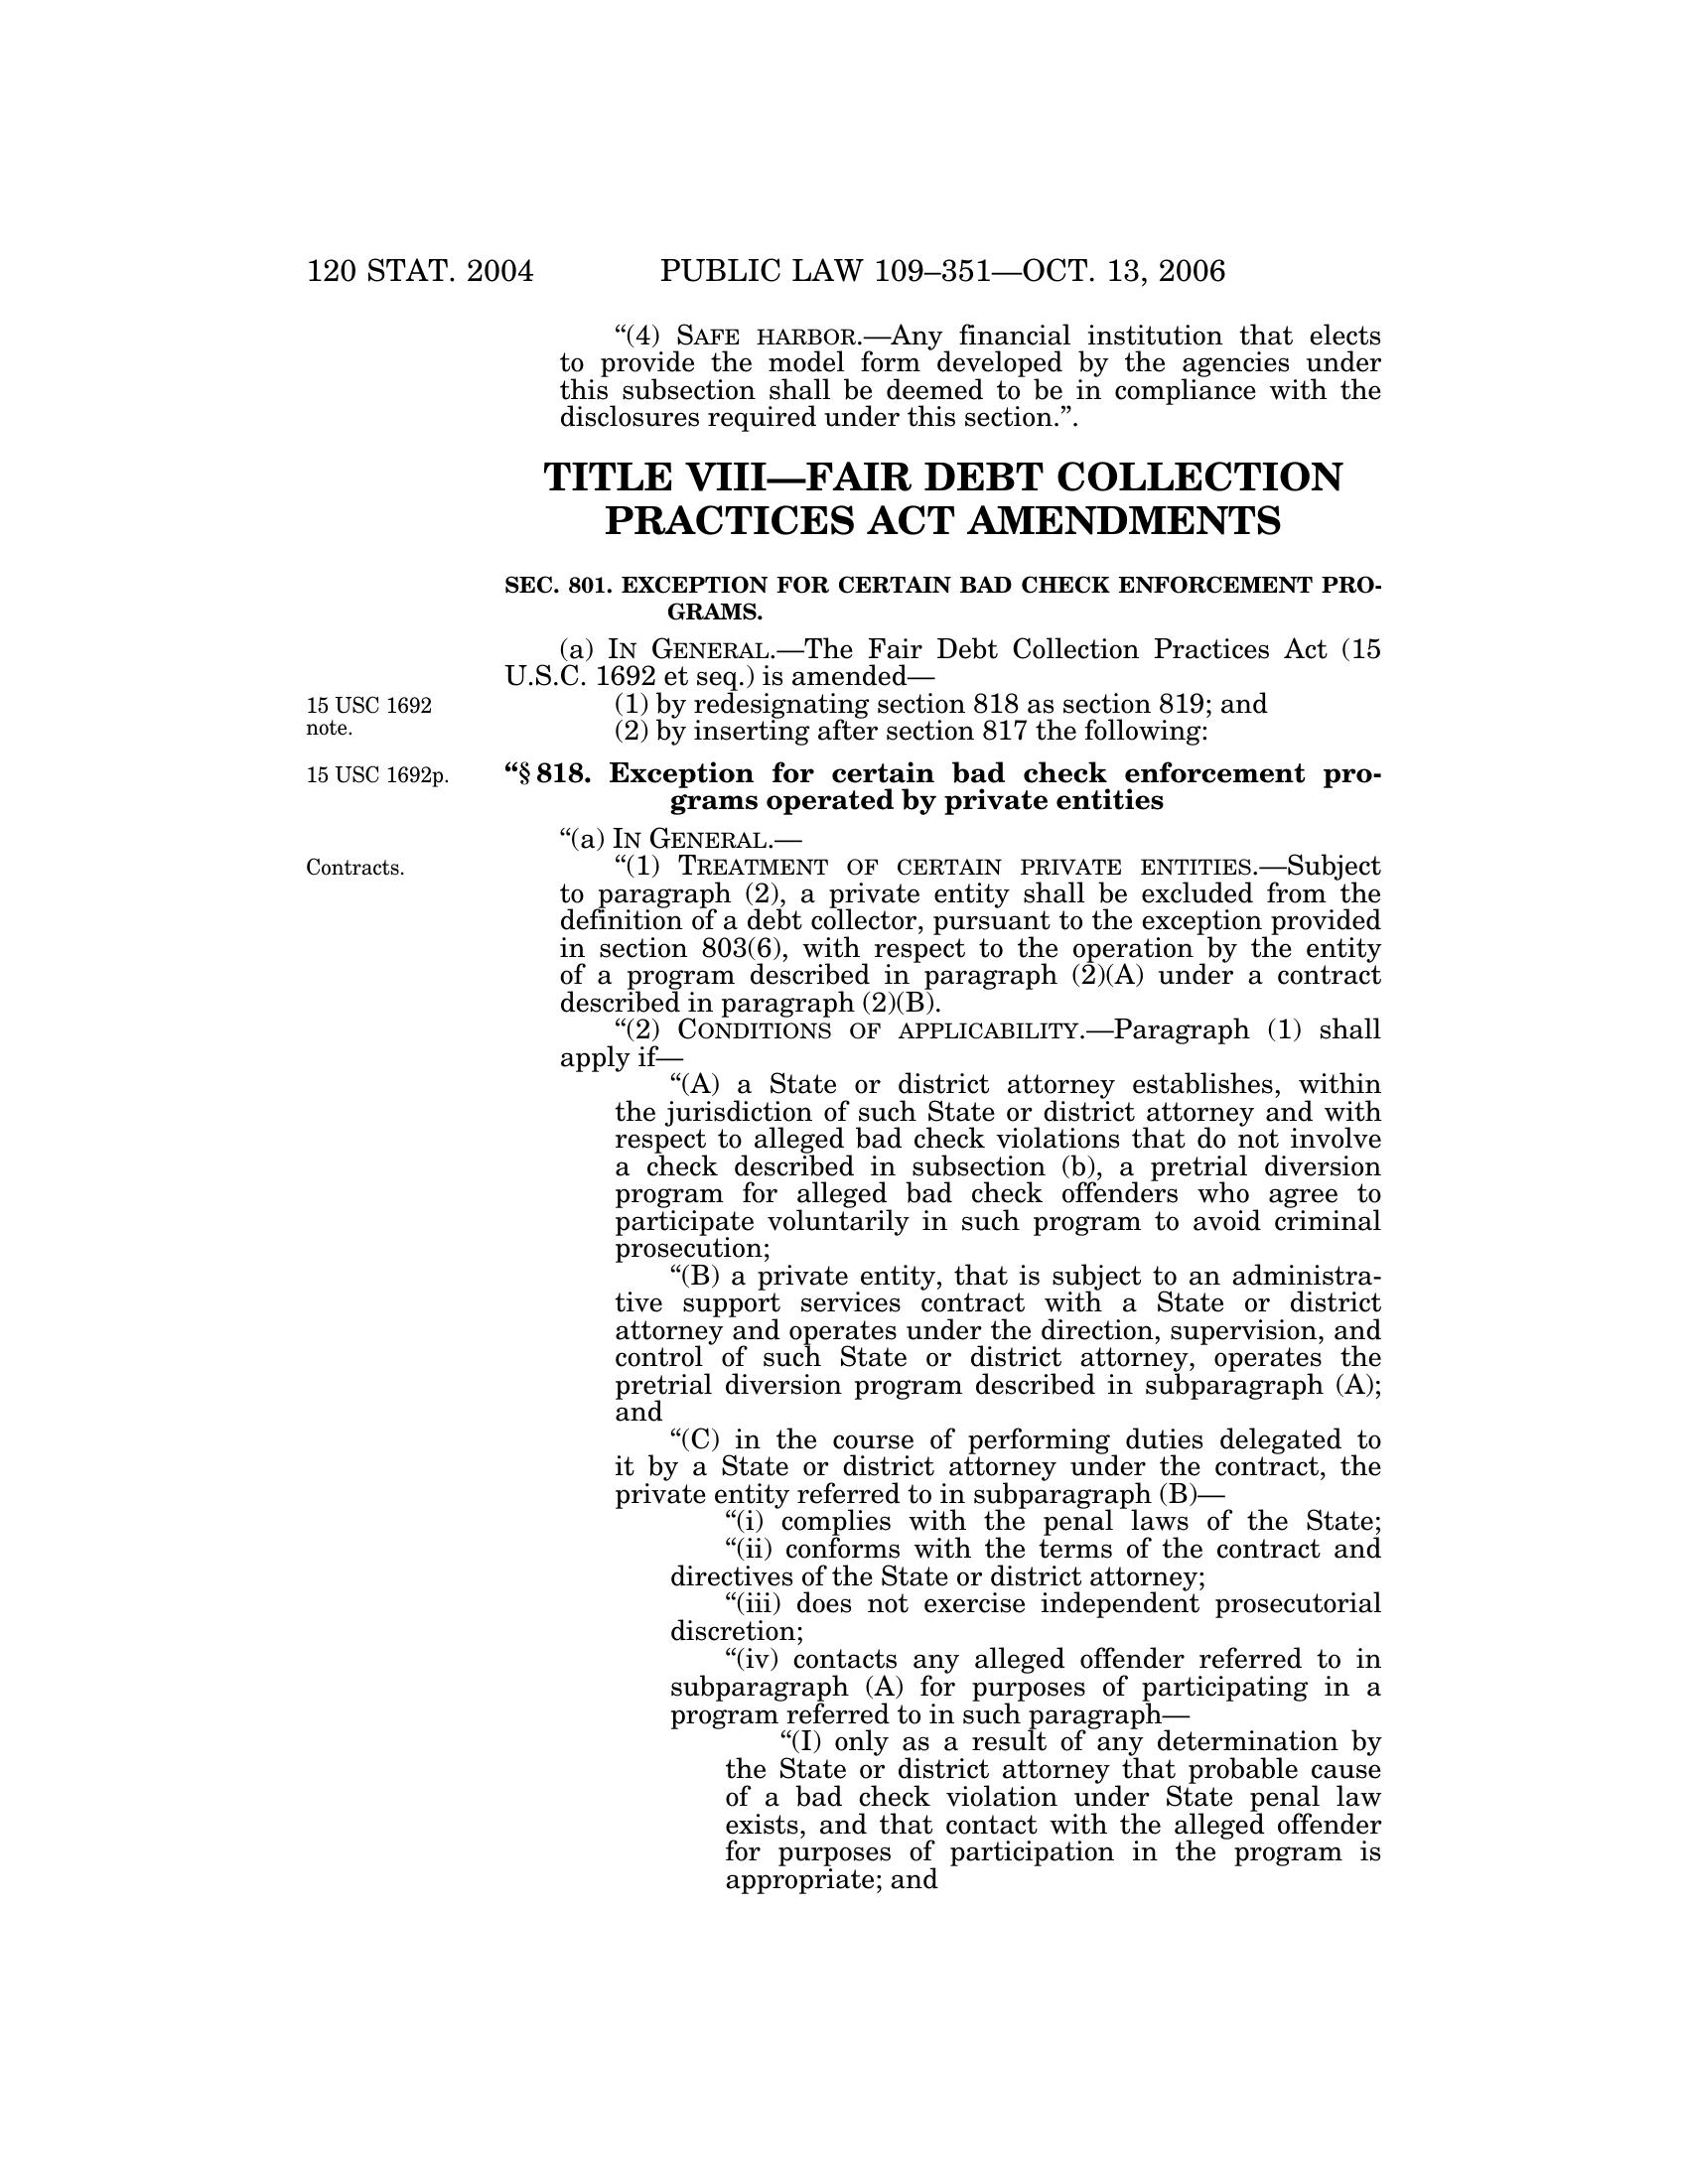 120 STAT. 2004 PUBLIC LAW 109–351—OCT. 13, 2006
“(4) SAFE HARBOR.—Any financial institution that elects
to provide the model form developed by the agencies under
this subsection shall be deemed to be in compliance with the
disclosures required under this section.”.
TITLE VIII—FAIR DEBT COLLECTION
PRACTICES ACT AMENDMENTS
SEC. 801. EXCEPTION FOR CERTAIN BAD CHECK ENFORCEMENT PRO-
GRAMS.
(a) IN GENERAL.—The Fair Debt Collection Practices Act (15
U.S.C. 1692 et seq.) is amended—
15 USC 1692
note.
(1) by redesignating section 818 as section 819; and
(2) by inserting after section 817 the following:
15 USC 1692p.
“§ 818. Exception for certain bad check enforcement pro-
grams operated by private entities
“(a) IN GENERAL.—
Contracts.
“(1) TREATMENT OF CERTAIN PRIVATE ENTITIES.—Subject
to paragraph (2), a private entity shall be excluded from the
definition of a debt collector, pursuant to the exception provided
in section 803(6), with respect to the operation by the entity
of a program described in paragraph (2)(A) under a contract
described in paragraph (2)(B).
“(2) CONDITIONS OF APPLICABILITY.—Paragraph (1) shall
apply if—
“(A) a State or district attorney establishes, within
the jurisdiction of such State or district attorney and with
respect to alleged bad check violations that do not involve
a check described in subsection (b), a pretrial diversion
program for alleged bad check offenders who agree to
participate voluntarily in such program to avoid criminal
prosecution;
“(B) a private entity, that is subject to an administra-
tive support services contract with a State or district
attorney and operates under the direction, supervision, and
control of such State or district attorney, operates the
pretrial diversion program described in subparagraph (A);
and
“(C) in the course of performing duties delegated to
it by a State or district attorney under the contract, the
private entity referred to in subparagraph (B)—
“(i) complies with the penal laws of the State;
“(ii) conforms with the terms of the contract and
directives of the State or district attorney;
“(iii) does not exercise independent prosecutorial
discretion;
“(iv) contacts any alleged offender referred to in
subparagraph (A) for purposes of participating in a
program referred to in such paragraph—
“(I) only as a result of any determination by
the State or district attorney that probable cause
of a bad check violation under State penal law
exists, and that contact with the alleged offender
for purposes of participation in the program is
appropriate; and